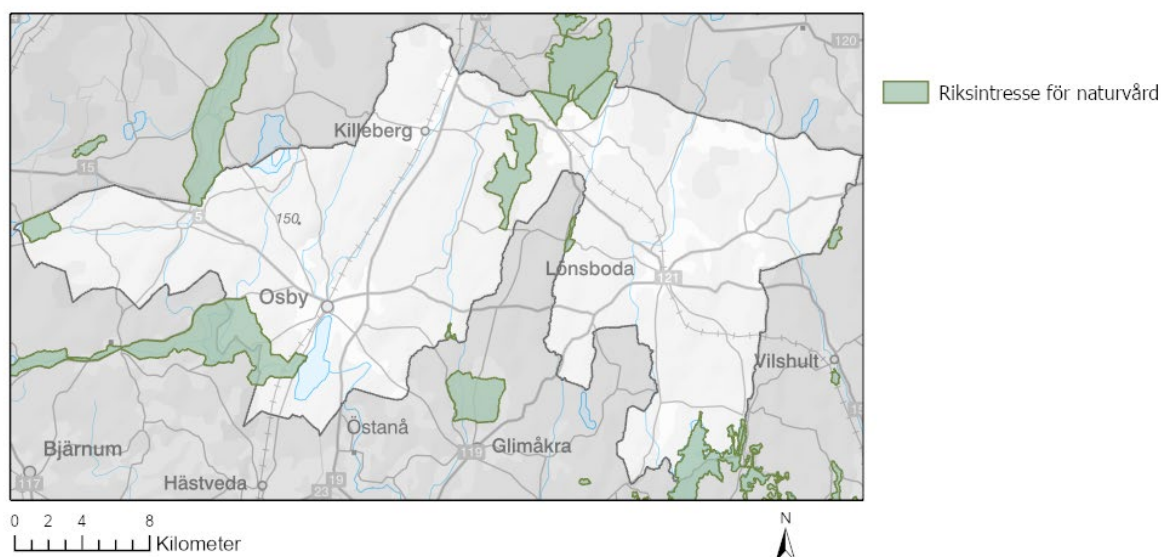 120
Riksintresse för naturvård
Killeberg
15
150
Lönsboda
121
Osby
Vilshult
Östanå
Glimåkra
Bjärnum
119
Hästveda
117
19
23
15
0 2 4 8
Kilometer
N